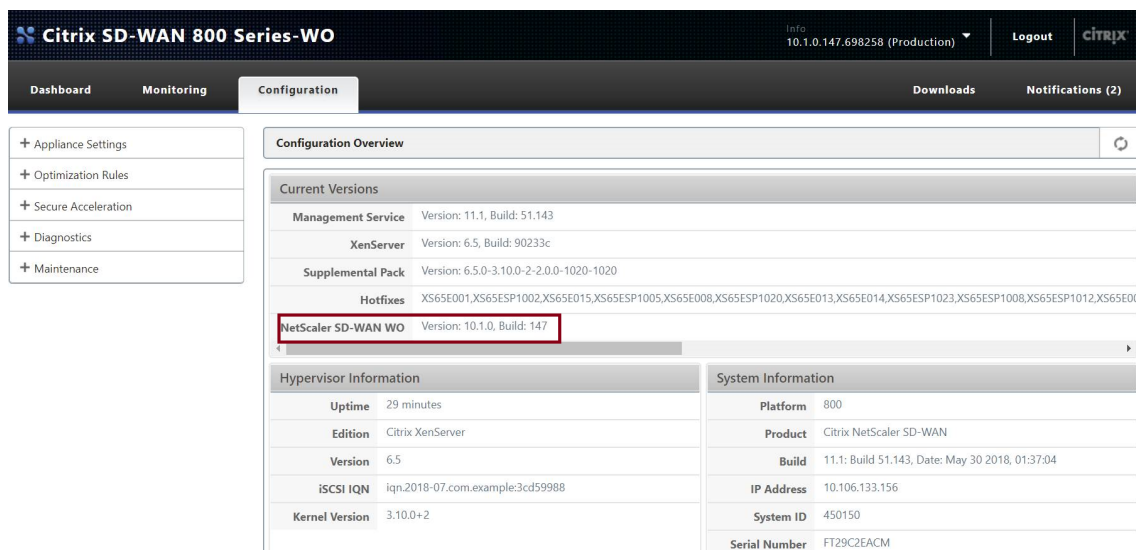 Citrix SD-WAN 800 Series-WO
Info
10.1.0.147.698258 (Production)
Logout
CİTRIX
Dashboard Monitoring Configuration Downloads Notifications (2)
+ Appliance Settings
+ Optimization Rules
+ Secure Acceleration
+ Diagnostics
+ Maintenance
Configuration Overview
Current Versions
Management Service Version: 11.1, Build: 51.143
XenServer Version: 6.5, Build: 90233c
Supplemental Pack Version: 6.5.0-3.10.0-2-2.0.0-1020-1020
Hotfixes XS65E001,XS65ESP1002,XS65E015,XS65ESP1005,XS65E008,XS65ESP1020,XS65E013,XS65E014,XS65ESP1023,XS65ESP1008,XS65ESP1012,XS65E00
NetScaler SD-WAN WO Version: 10.1.0, Build: 147
Hypervisor Information
Uptime 29 minutes
Edition Citrix XenServer
Version 6.5
iSCSI IQN iqn.2018-07.com.example:3cd59988
Kernel Version 3.10.0+2
System Information
Platform 800
Product Citrix NetScaler SD-WAN
Build 11.1: Build 51.143, Date: May 30 2018, 01:37:04
IP Address 10.106.133.156
System ID 450150
Serial Number FT29C2EACM